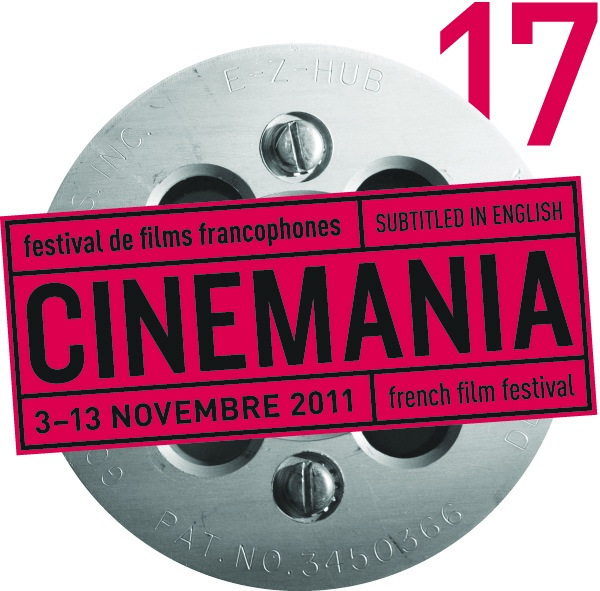 17
E-Z-HUB
S. INC.
festival de films francophones
SUBTITLED IN ENGLISH
CINEMANIA
3–13 NOVEMBRE 2011
french film festival
PAT. NO. 3450366